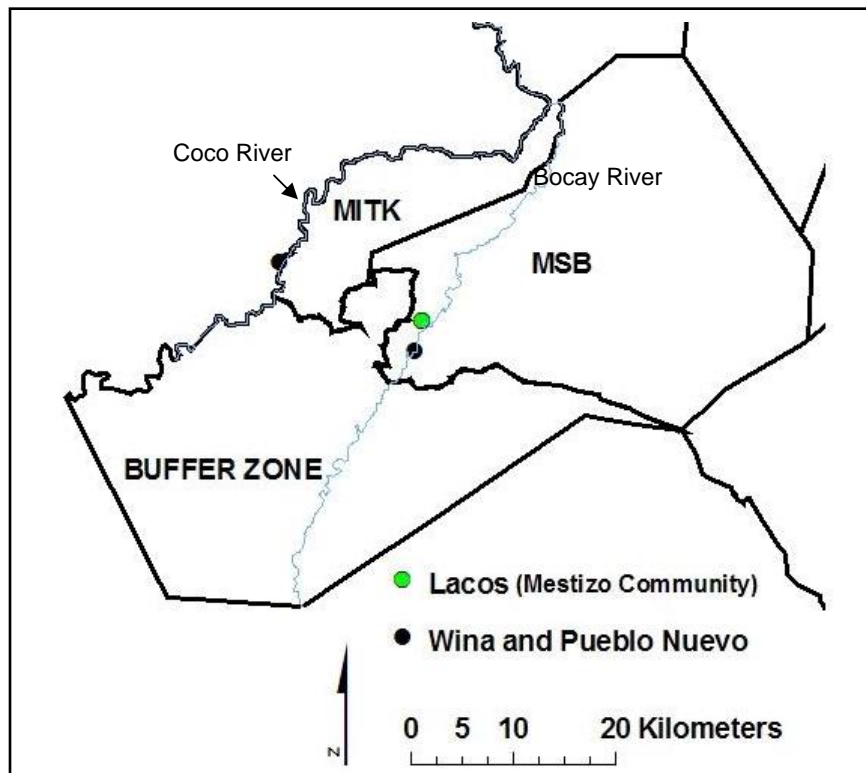 Coco River
Bocay River
MITK
MSB
BUFFER ZONE
Lacos (Mestizo Community)
Wina and Pueblo Nuevo
N
0 5 10 20 Kilometers